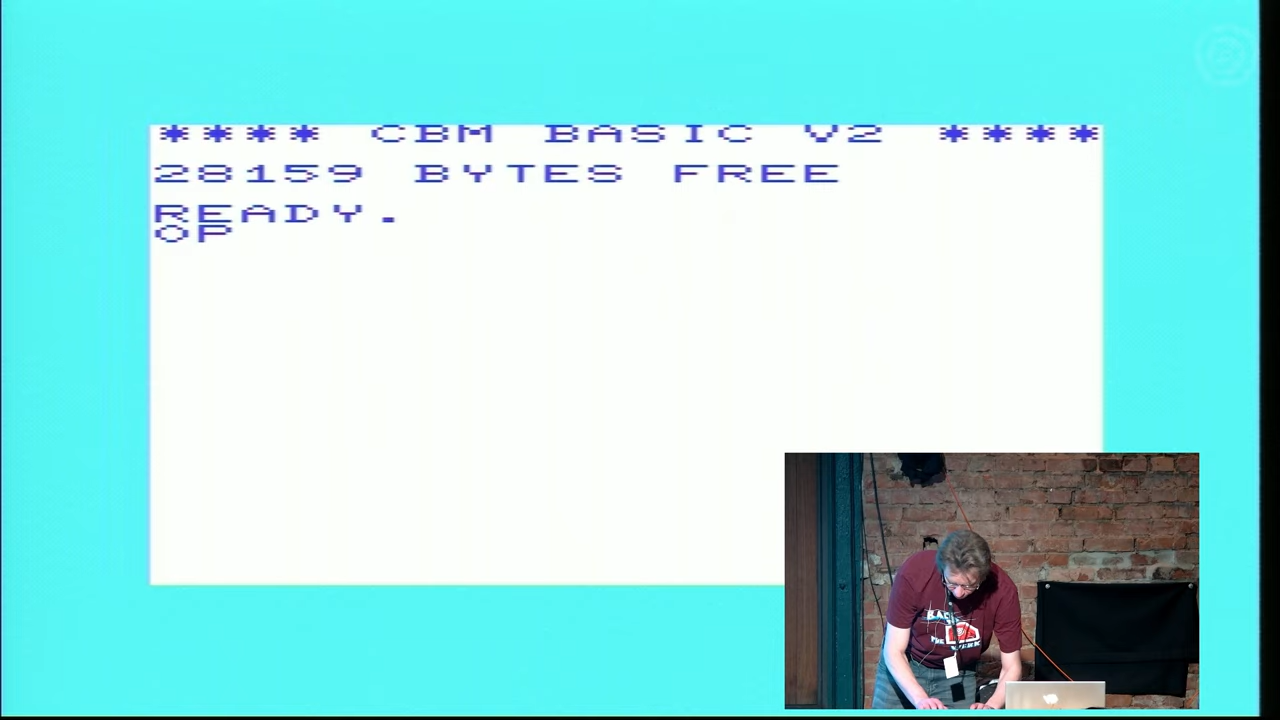 **** CBM BASIC V2 ****
28159 BYTES FREE
READY.
OP